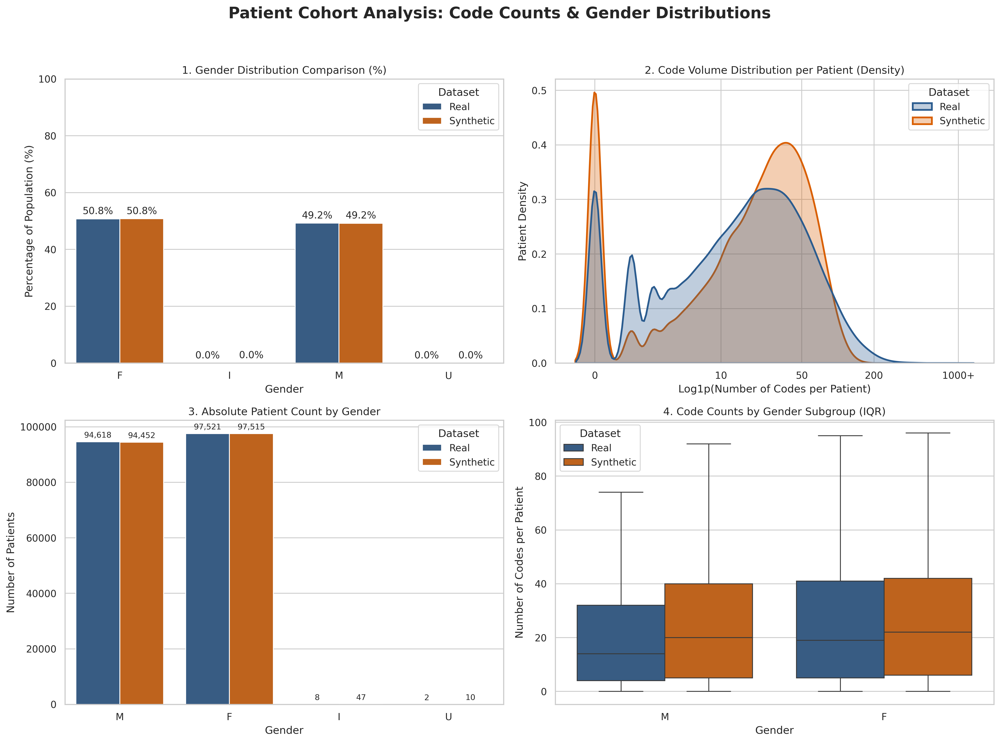 Patient Cohort Analysis: Code Counts & Gender Distributions
1. Gender Distribution Comparison (%)
Percentage of Population (%)
100
80
60
40
20
0
Dataset
Real
Synthetic
50.8%
50.8%
0.0%
0.0%
49.2%
49.2%
0.0%
0.0%
F
I
M
U
Gender
2. Code Volume Distribution per Patient (Density)
Patient Density
0.5
0.4
0.3
0.2
0.1
0.0
Dataset
Real
Synthetic
0
10
50
200
1000+
Log1p(Number of Codes per Patient)
3. Absolute Patient Count by Gender
Number of Patients
100000
80000
60000
40000
20000
0
Dataset
Real
Synthetic
94,618
94,452
97,521
97,515
8
47
2
10
M
F
I
U
Gender
4. Code Counts by Gender Subgroup (IQR)
Number of Codes per Patient
100
80
60
40
20
0
Dataset
Real
Synthetic
M
F
Gender